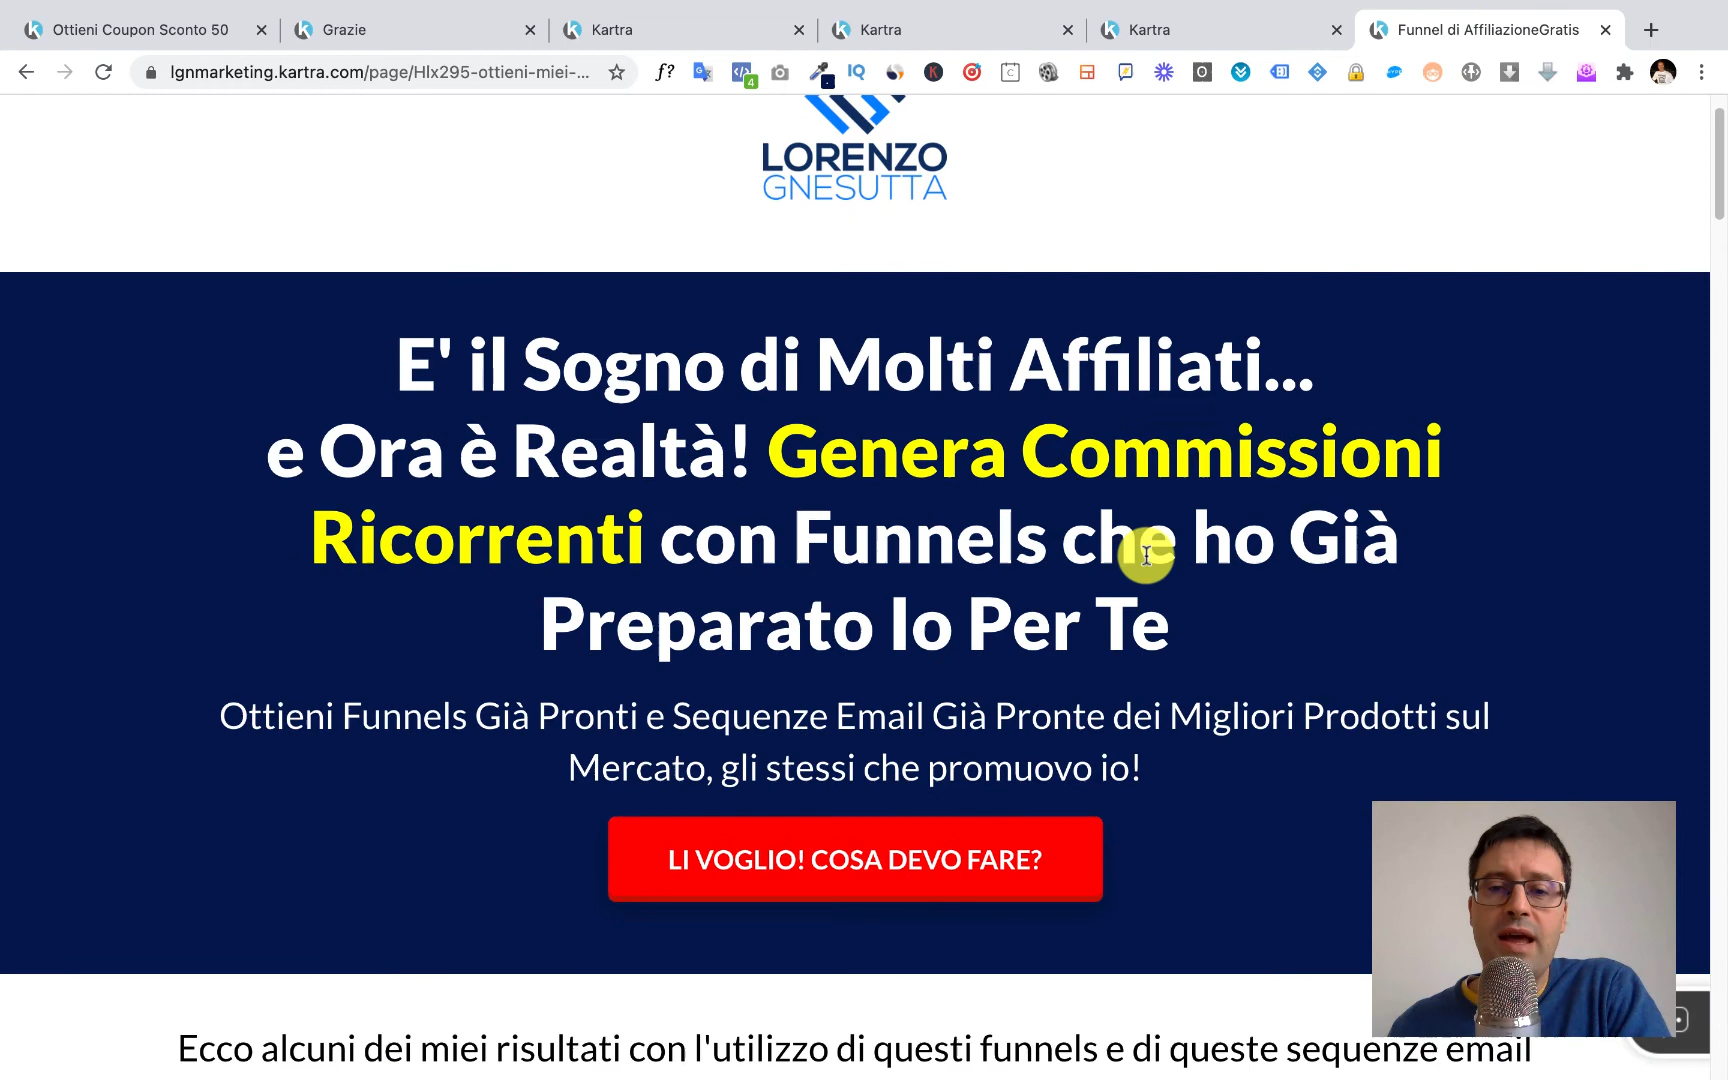 Ottieni Coupon Sconto 50
Grazie
Kartra
Kartra
Kartra
Funnel di AffiliazioneGratis
lgnmarketing.kartra.com/page/HIx295-ottieni-miei-...
f?
4
IQ
LORENZO
GNESUTTA
E' il Sogno di Molti Affiliati...
e Ora è Realtà! Genera Commissioni
Ricorrenti con Funnels che ho Già
Preparato Io Per Te
Ottieni Funnels Già Pronti e Sequenze Email Già Pronte dei Migliori Prodotti sul
Mercato, gli stessi che promuovo io!
LI VOGLIO! COSA DEVO FARE?
Ecco alcuni dei miei risultati con l'utilizzo di questi funnels e di queste sequenze email